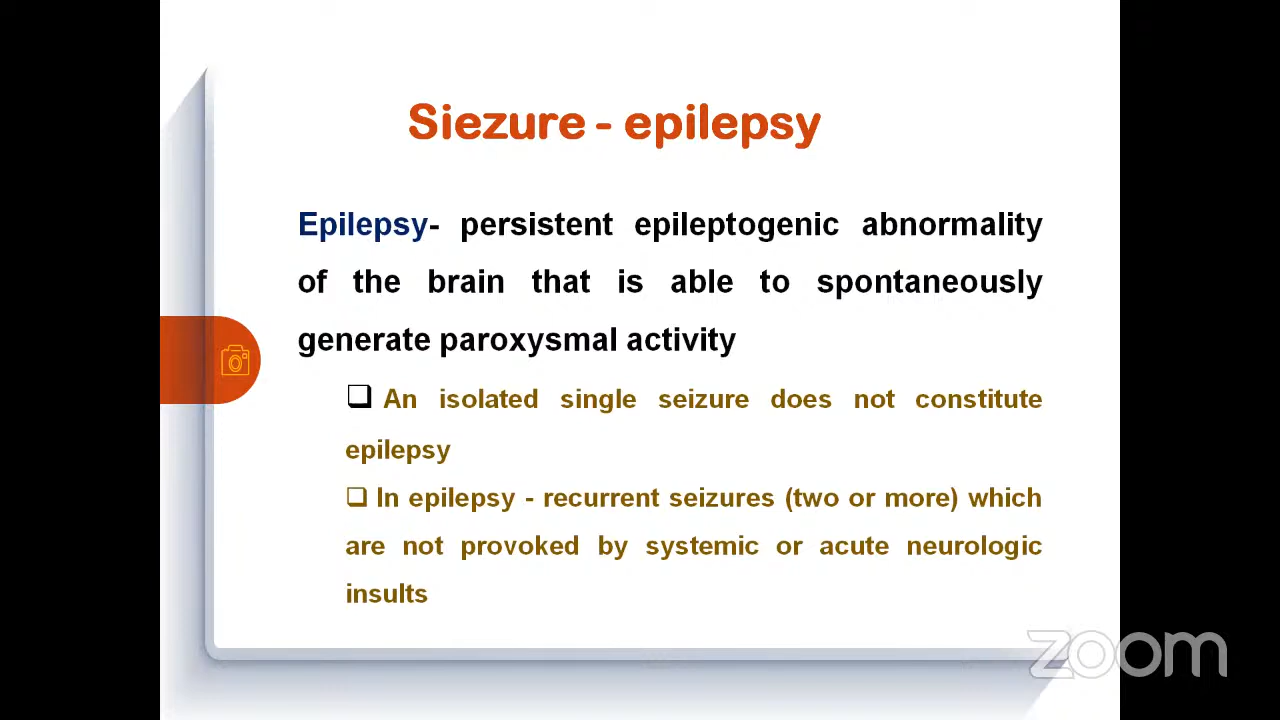 Siezure - epilepsy
Epilepsy- persistent epileptogenic abnormality
of the brain that is able to spontaneously
generate paroxysmal activity
❑ An isolated single seizure does not constitute
epilepsy
❑ In epilepsy - recurrent seizures (two or more) which
are not provoked by systemic or acute neurologic
insults
zoom